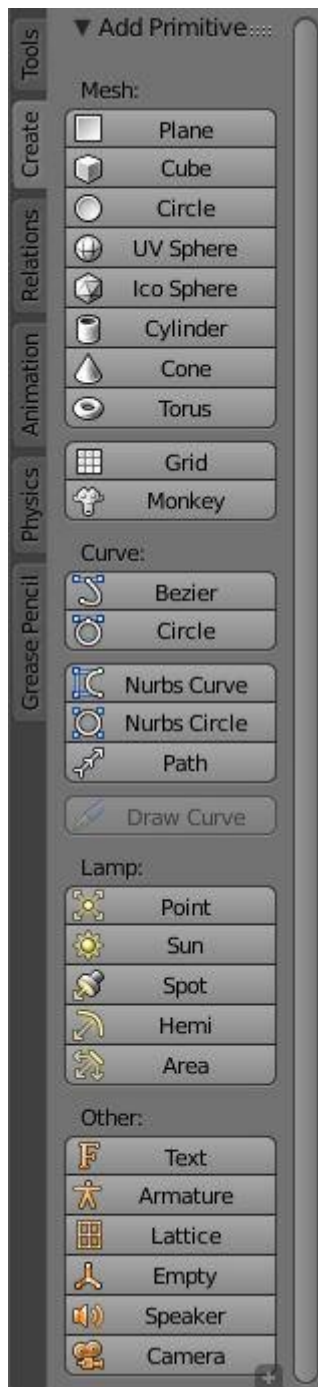 Tools
Create
Relations
Animation
Physics
Grease Pencil
Add Primitive
Mesh:
Plane
Cube
Circle
UV Sphere
Ico Sphere
Cylinder
Cone
Torus
Grid
Monkey
Curve:
Bezier
Circle
Nurbs Curve
Nurbs Circle
Path
Draw Curve
Lamp:
Point
Sun
Spot
Hemi
Area
Other:
Text
Armature
Lattice
Empty
Speaker
Camera